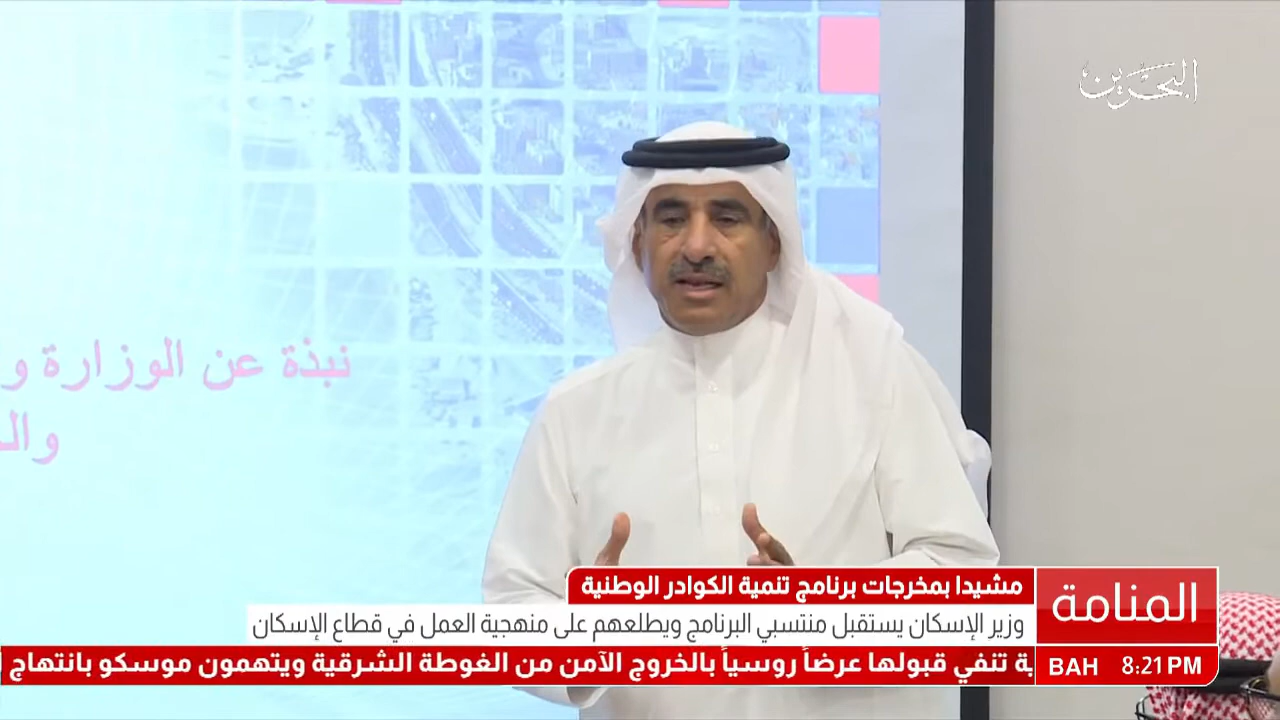 البحرين
نبذة عن الوزارة و
مشيدا بمخرجات برنامج تنمية الكوادر الوطنية
المنامة
وزير الإسكان يستقبل منتسبي البرنامج ويطلعهم على منهجية العمل في قطاع الإسكان
تنفي قبولها عرضاً روسياً بالخروج الآمن من الغوطة الشرقية ويتهمون موسكو بانتهاج
BAH 8:21 PM